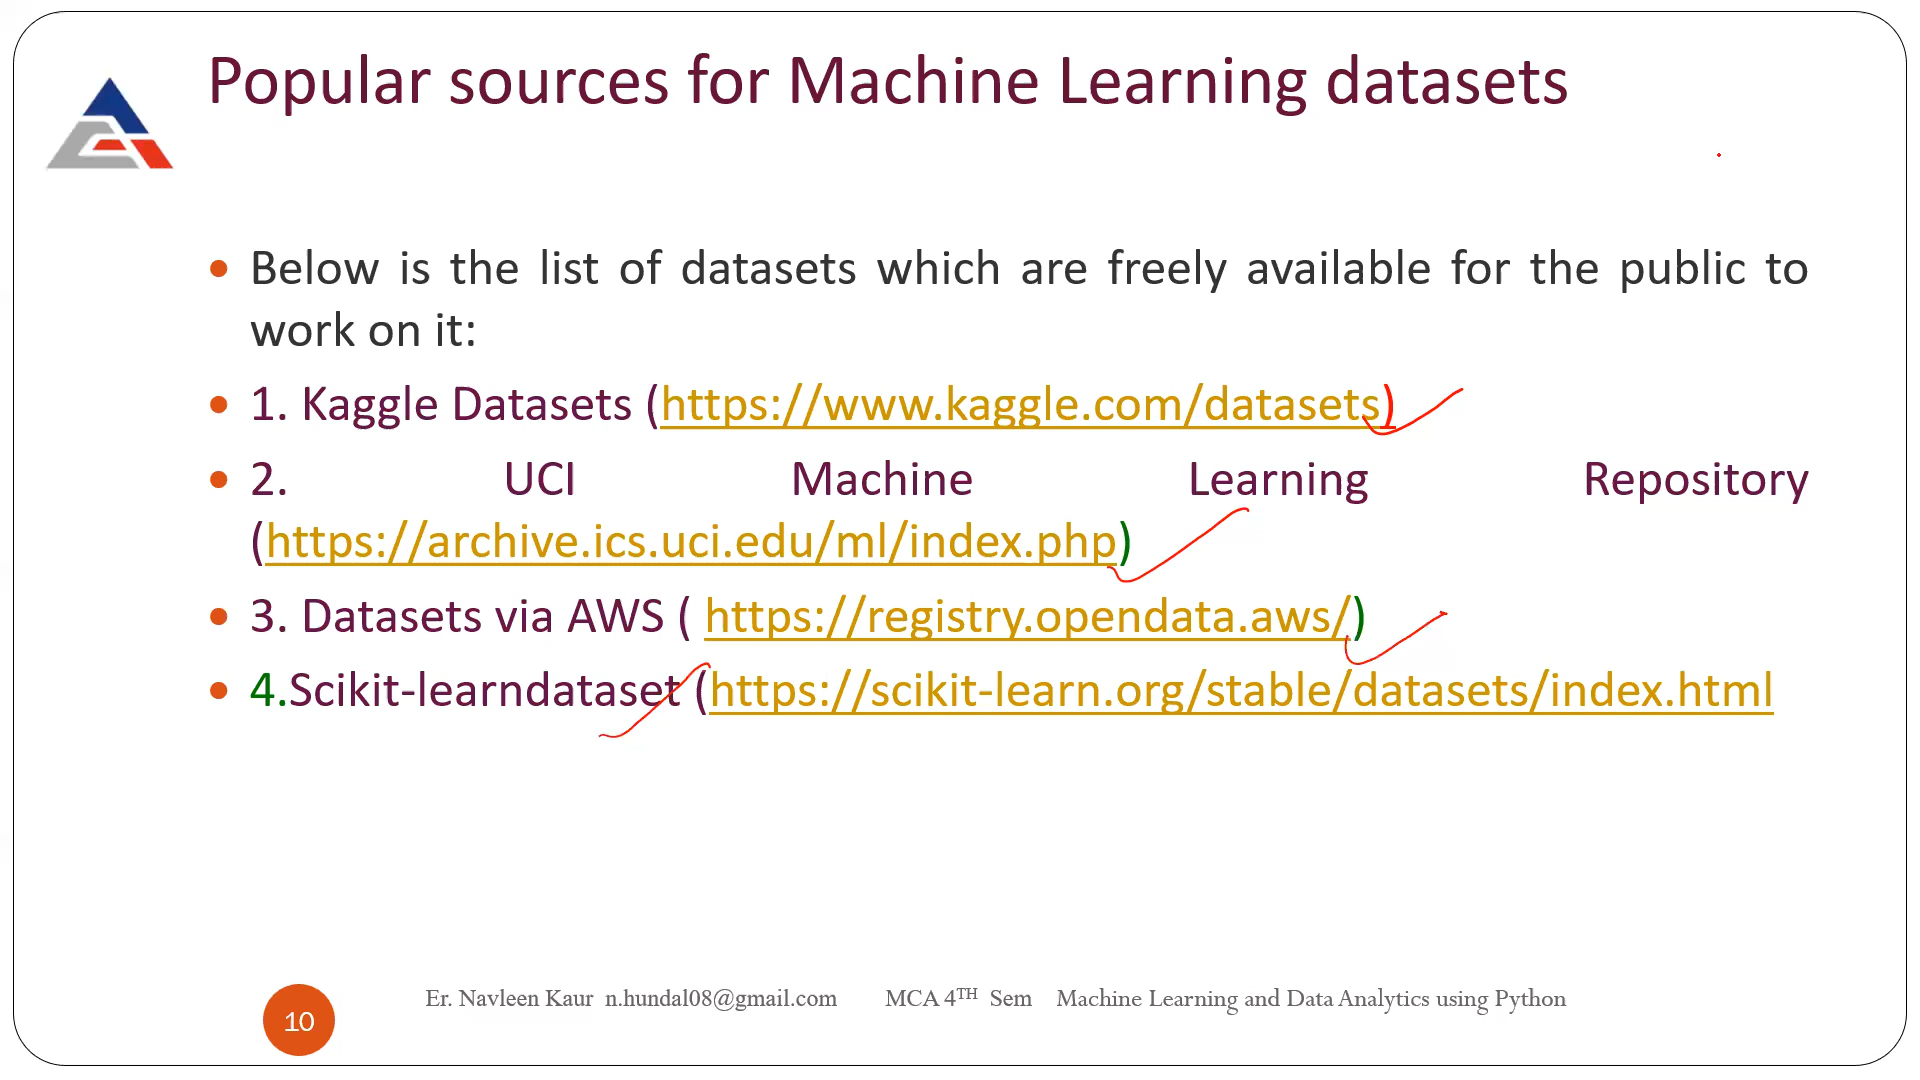 Popular sources for Machine Learning datasets
• Below is the list of datasets which are freely available for the public to
work on it:
• 1. Kaggle Datasets (https://www.kaggle.com/datasets)
• 2. UCI Machine Learning Repository
(https://archive.ics.uci.edu/ml/index.php)
• 3. Datasets via AWS ( https://registry.opendata.aws/)
• 4.Scikit-learndataset (https://scikit-learn.org/stable/datasets/index.html
10 Er. Navleen Kaur n.hundal08@gmail.com MCA 4TH Sem Machine Learning and Data Analytics using Python